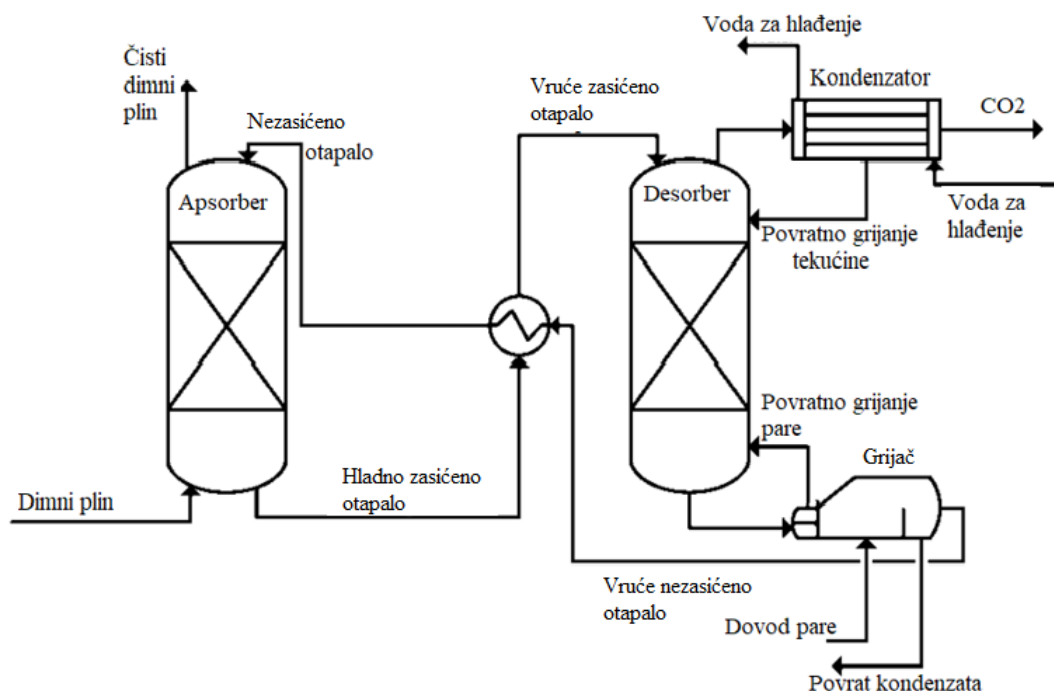 Voda za hlađenje
Čisti
dimni
plin
Vruće zasićeno
otapalo
Kondenzator
CO2
Nezasićeno
otapalo
Apsorber
Desorber
Voda za
hlađenje
Povratno grijanje
tekućine
Povratno grijanje
pare
Grijač
Hladno zasićeno
otapalo
Dimni plin
Vruće nezasićeno
otapalo
Dovod pare
Povrat kondenzata